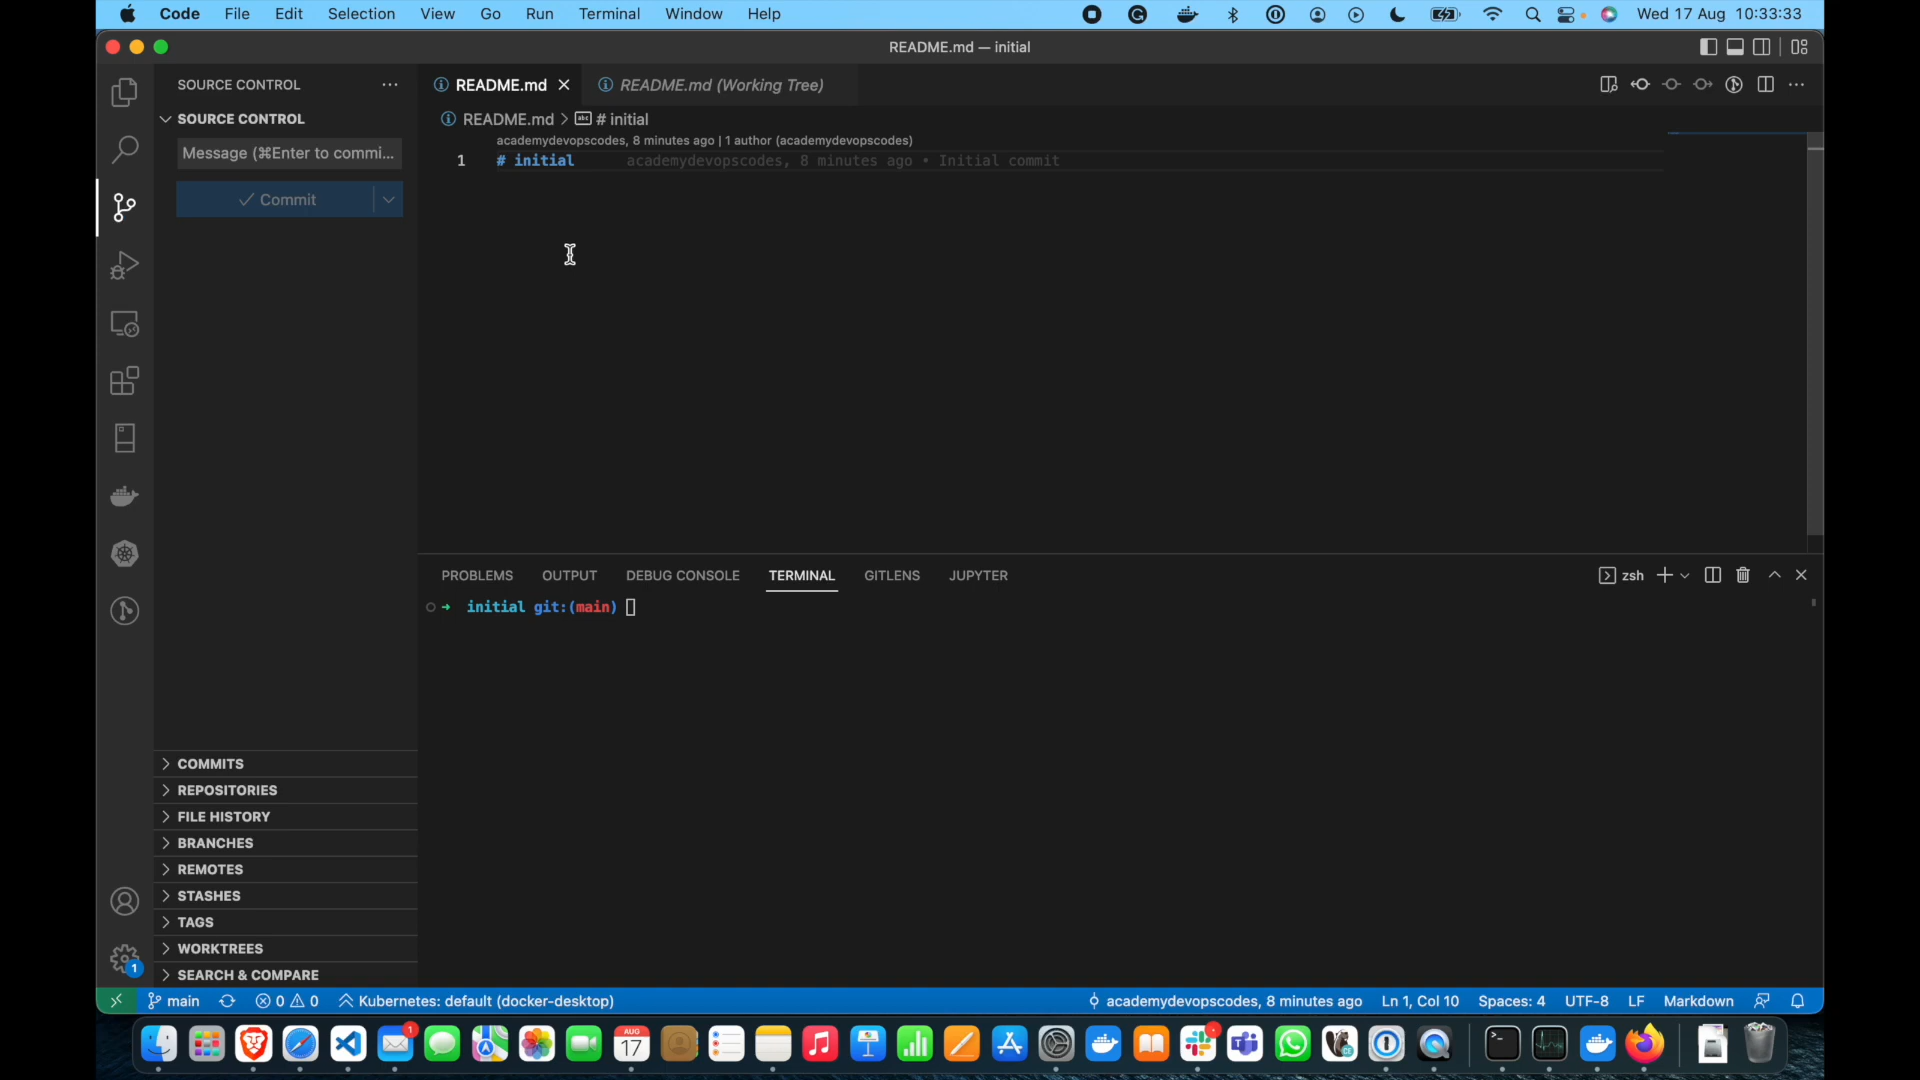 Code File Edit Selection View Go Run Terminal Window Help Wed 17 Aug 10:33:33
README.md — initial
SOURCE CONTROL
README.md
README.md (Working Tree)
SOURCE CONTROL
README.md > # initial
Message (⌘Enter to commi...
academydevopscodes, 8 minutes ago | 1 author (academydevopscodes)
1 # initial academydevopscodes, 8 minutes ago • Initial commit
Commit
PROBLEMS OUTPUT DEBUG CONSOLE TERMINAL GITLENS JUPYTER zsh
➜ initial git:(main)
COMMITS
REPOSITORIES
FILE HISTORY
BRANCHES
REMOTES
STASHES
TAGS
WORKTREES
1
SEARCH & COMPARE
main 0 0 Kubernetes: default (docker-desktop) academydevopscodes, 8 minutes ago Ln 1, Col 10 Spaces: 4 UTF-8 LF Markdown
1
AUG
17